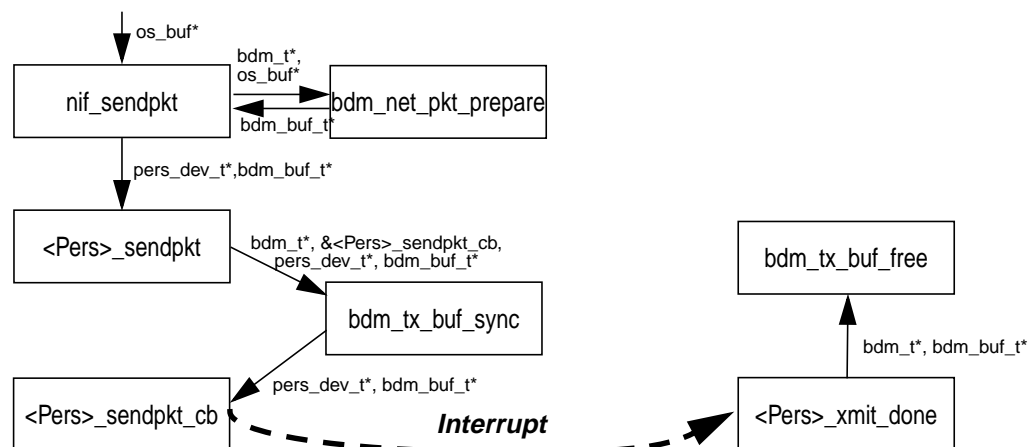 os_buf*
bdm_t*,
os_buf*
nif_sendpkt
bdm_net_pkt_prepare
bdm_buf_t*
pers_dev_t*,bdm_buf_t*
<Pers>_sendpkt
bdm_t*, &<Pers>_sendpkt_cb,
pers_dev_t*, bdm_buf_t*
bdm_tx_buf_free
bdm_tx_buf_sync
bdm_t*, bdm_buf_t*
pers_dev_t*, bdm_buf_t*
<Pers>_sendpkt_cb
Interrupt
<Pers>_xmit_done